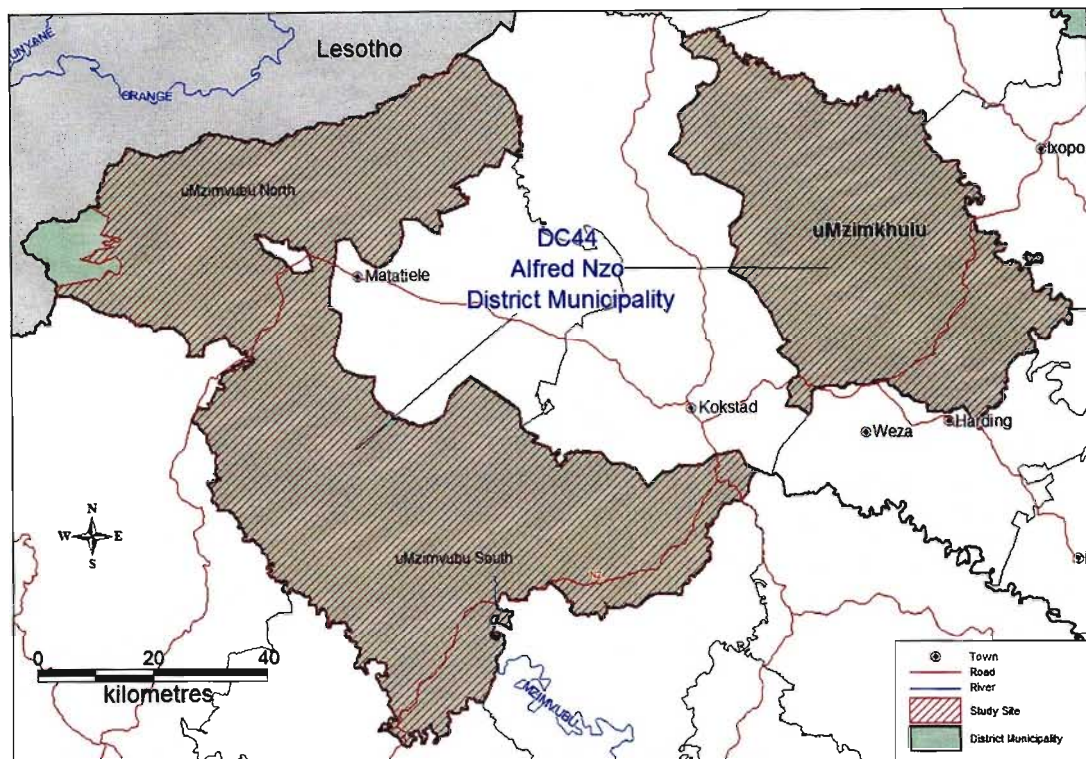 Lesotho
ORANGE
Ixopo
uMzimvubu North
uMzimkhulu
DC44
Alfred Nzo
District Municipality
Matatiele
Kokstad
Harding
Weza
N
W E
S
uMzimvubu South
0 20 40
kilometres
MZIMVUBU
Town
Road
River
Study Site
District Municipality